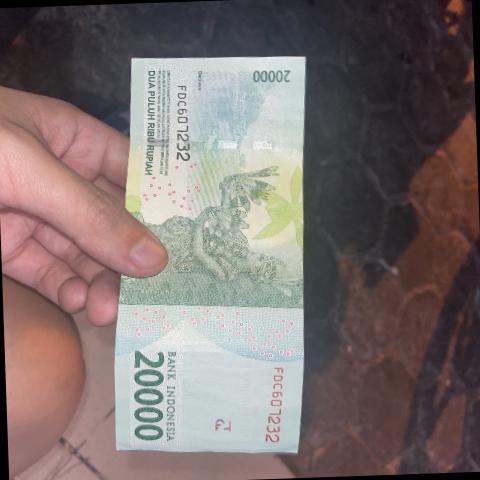 20000
FDC607232
DUA PULUH RIBU RUPIAH
FDC607232
BANK INDONESIA
20000